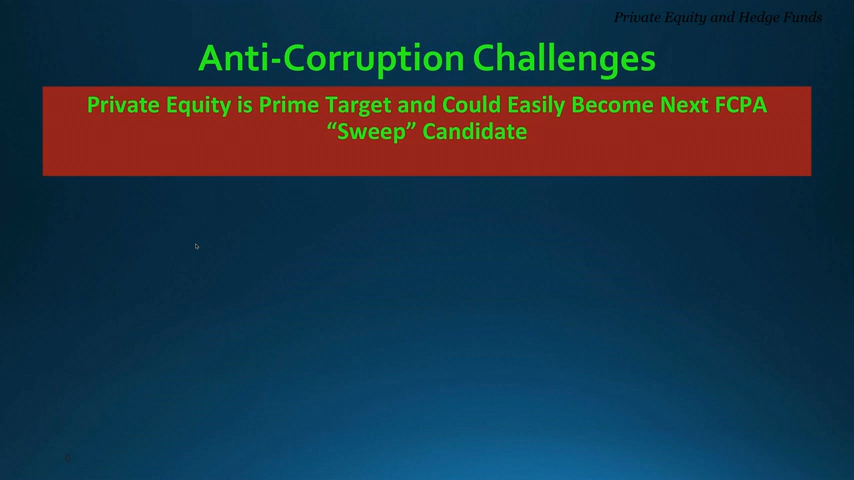 Private Equity and Hedge Funds
Anti-Corruption Challenges
Private Equity is Prime Target and Could Easily Become Next FCPA
“Sweep” Candidate